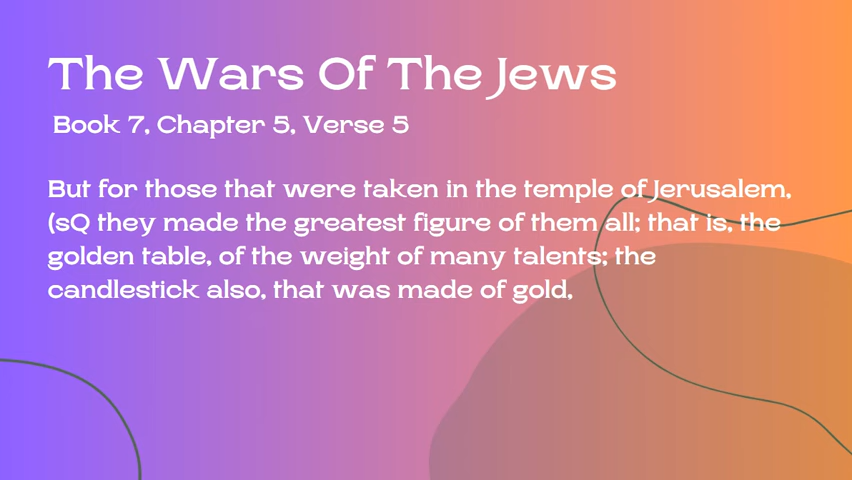 The Wars Of The Jews
Book 7, Chapter 5, Verse 5
But for those that were taken in the temple of Jerusalem,
(sQ they made the greatest figure of them all; that is, the
golden table, of the weight of many talents; the
candlestick also, that was made of gold,